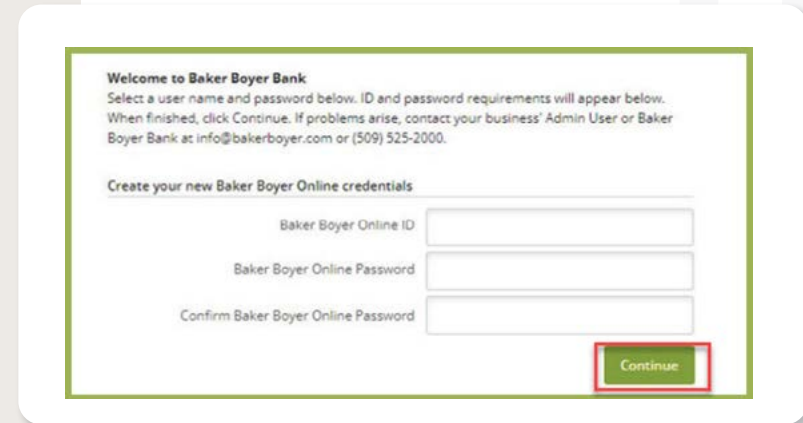 Welcome to Baker Boyer Bank
Select a user name and password below. ID and password requirements will appear below.
When finished, click Continue. If problems arise, contact your business' Admin User or Baker
Boyer Bank at info@bakerboyer.com or (509) 525-2000.
Create your new Baker Boyer Online credentials
Baker Boyer Online ID
Baker Boyer Online Password
Confirm Baker Boyer Online Password
Continue